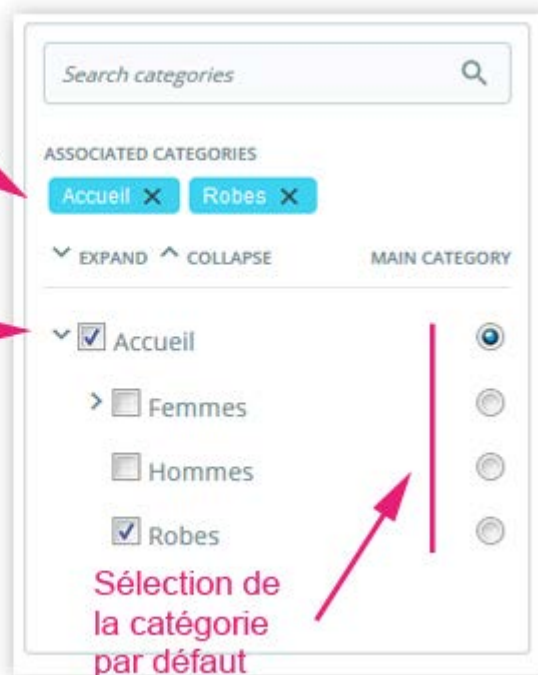 Search categories
ASSOCIATED CATEGORIES
Accueil Robes
EXPAND COLLAPSE MAIN CATEGORY
Accueil
Femmes
Hommes
Robes
Sélection de
la catégorie
par défaut